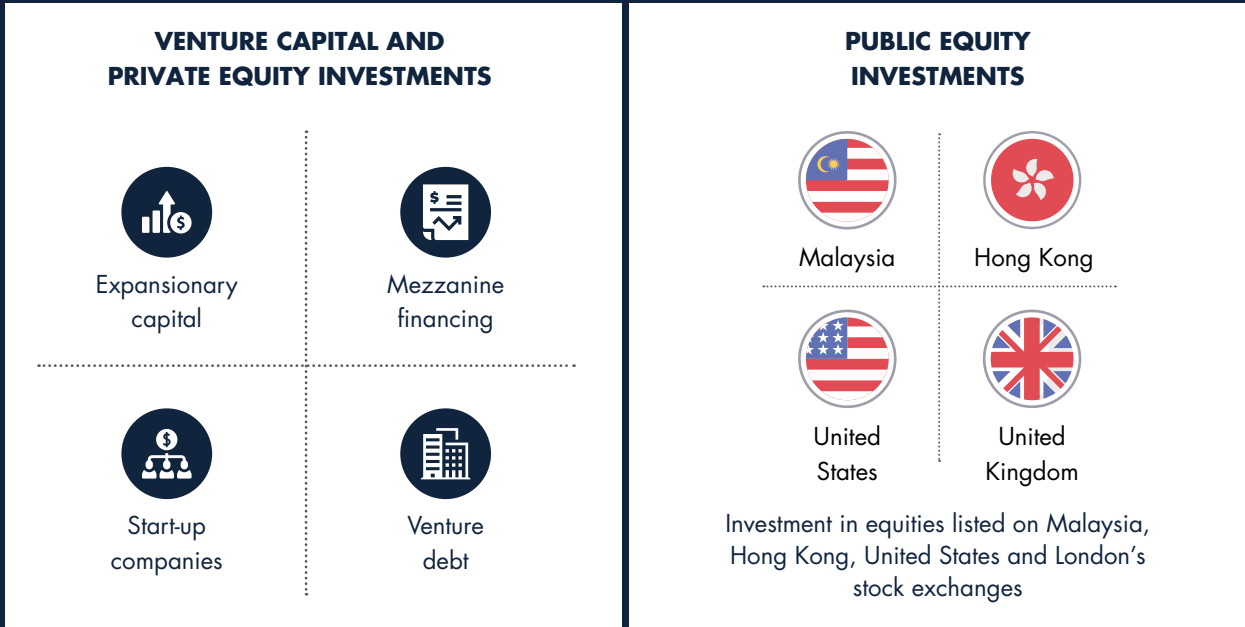 VENTURE CAPITAL AND
PRIVATE EQUITY INVESTMENTS
Expansionary
capital
Mezzanine
financing
Start-up
companies
Venture
debt
PUBLIC EQUITY
INVESTMENTS
Malaysia
Hong Kong
United
States
United
Kingdom
Investment in equities listed on Malaysia,
Hong Kong, United States and London's
stock exchanges